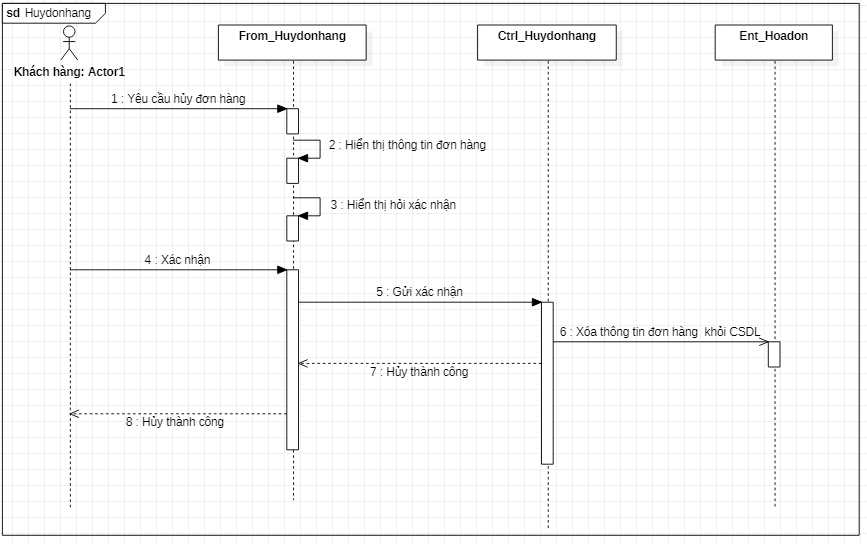 sd Huydonhang
From_Huydonhang
Ctrl_Huydonhang
Ent_Hoadon
Khách hàng: Actor1
1 : Yêu cầu hủy đơn hàng
2 : Hiển thị thông tin đơn hàng
3 : Hiển thị hỏi xác nhận
4 : Xác nhận
5 : Gửi xác nhận
6 : Xóa thông tin đơn hàng khỏi CSDL
7 : Hủy thành công
8 : Hủy thành công